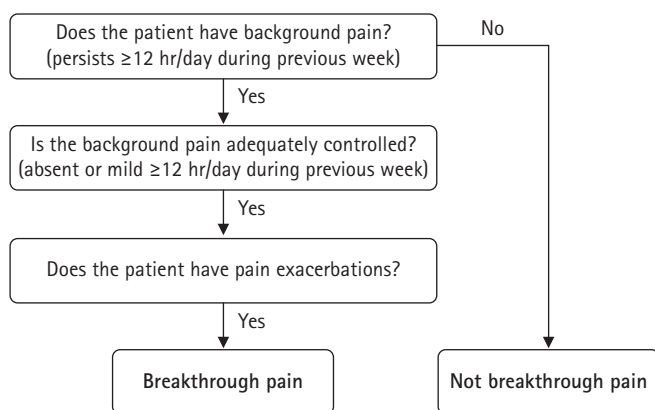 Does the patient have background pain?
(persists ≥12 hr/day during previous week)
No
Yes
Is the background pain adequately controlled?
(absent or mild ≥12 hr/day during previous week)
Yes
Does the patient have pain exacerbations?
Yes
Breakthrough pain
Not breakthrough pain